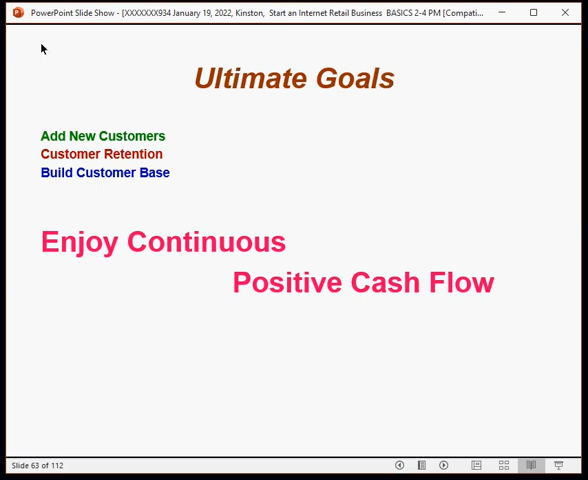 PowerPoint Slide Show - [XXXXXXX934 January 19, 2022, Kinston, Start an Internet Retail Business BASICS 2-4 PM [Compati...
Ultimate Goals
Add New Customers
Customer Retention
Build Customer Base
Enjoy Continuous
Positive Cash Flow
Slide 63 of 112